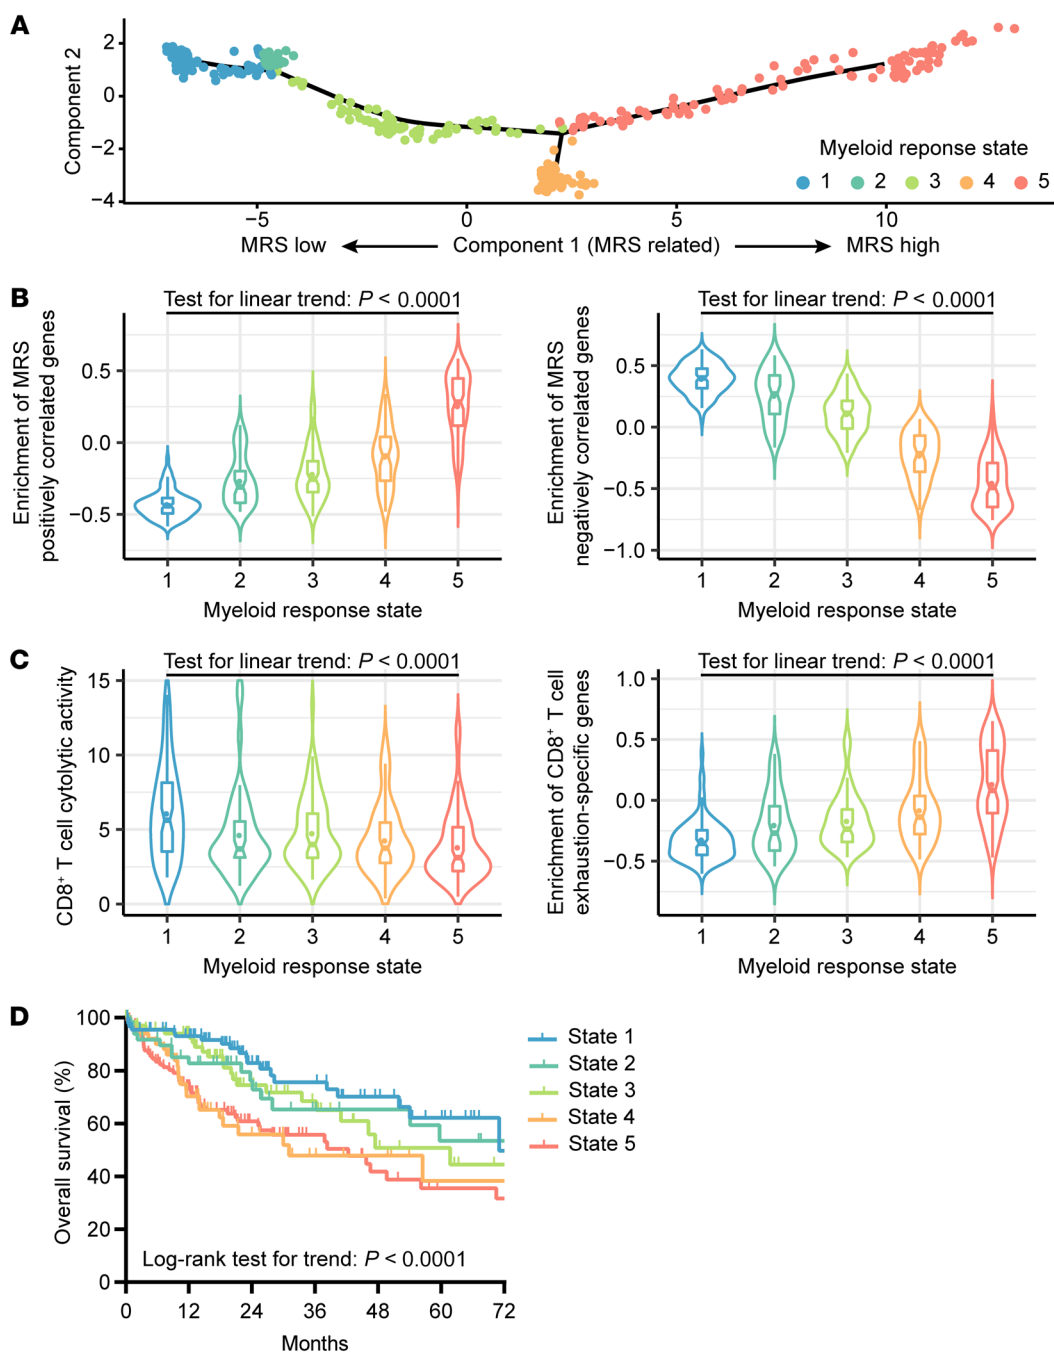 A
Component 2
2
0
−2
−4
Myeloid reponse state
1 2 3 4 5
−5 0 5 10
MRS low Component 1 (MRS related) MRS high
B
Test for linear trend: P < 0.0001
Enrichment of MRS
positively correlated genes
0.5
0.0
−0.5
1 2 3 4 5
Myeloid response state
Test for linear trend: P < 0.0001
Enrichment of MRS
negatively correlated genes
0.5
0.0
−0.5
−1.0
1 2 3 4 5
Myeloid response state
C
Test for linear trend: P < 0.0001
CD8+ T cell cytolytic activity
15
10
5
0
1 2 3 4 5
Myeloid response state
Test for linear trend: P < 0.0001
Enrichment of CD8+ T cell
exhaustion-specific genes
1.0
0.5
0.0
−0.5
1 2 3 4 5
Myeloid response state
D
Overall survival (%)
100
80
60
40
20
0
State 1
State 2
State 3
State 4
State 5
Log-rank test for trend: P < 0.0001
0 12 24 36 48 60 72
Months